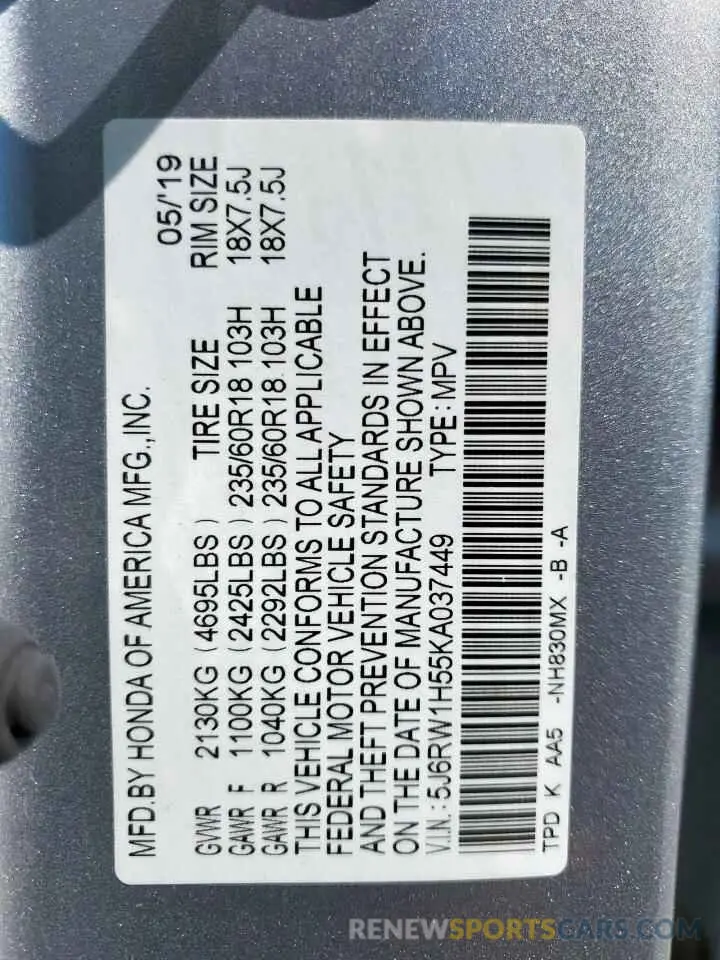 MFD.BY HONDA OF AMERICA MFG.,INC. 05/'19
GVWR 2130KG (4695LBS) TIRE SIZE RIM SIZE
GAWR F 1100KG (2425LBS) 235/60R18 103H 18X7.5J
GAWR R 1040KG (2292LBS) 235/60R18 103H 18X7.5J
THIS VEHICLE CONFORMS TO ALL APPLICABLE
FEDERAL MOTOR VEHICLE SAFETY
AND THEFT PREVENTION STANDARDS IN EFFECT
ON THE DATE OF MANUFACTURE SHOWN ABOVE.
V.I.N.: 5J6RW1H55KA037449 TYPE: MPV
TPD K AA5 -NH830MX -B -A
RENEWSPORTSCARS.COM